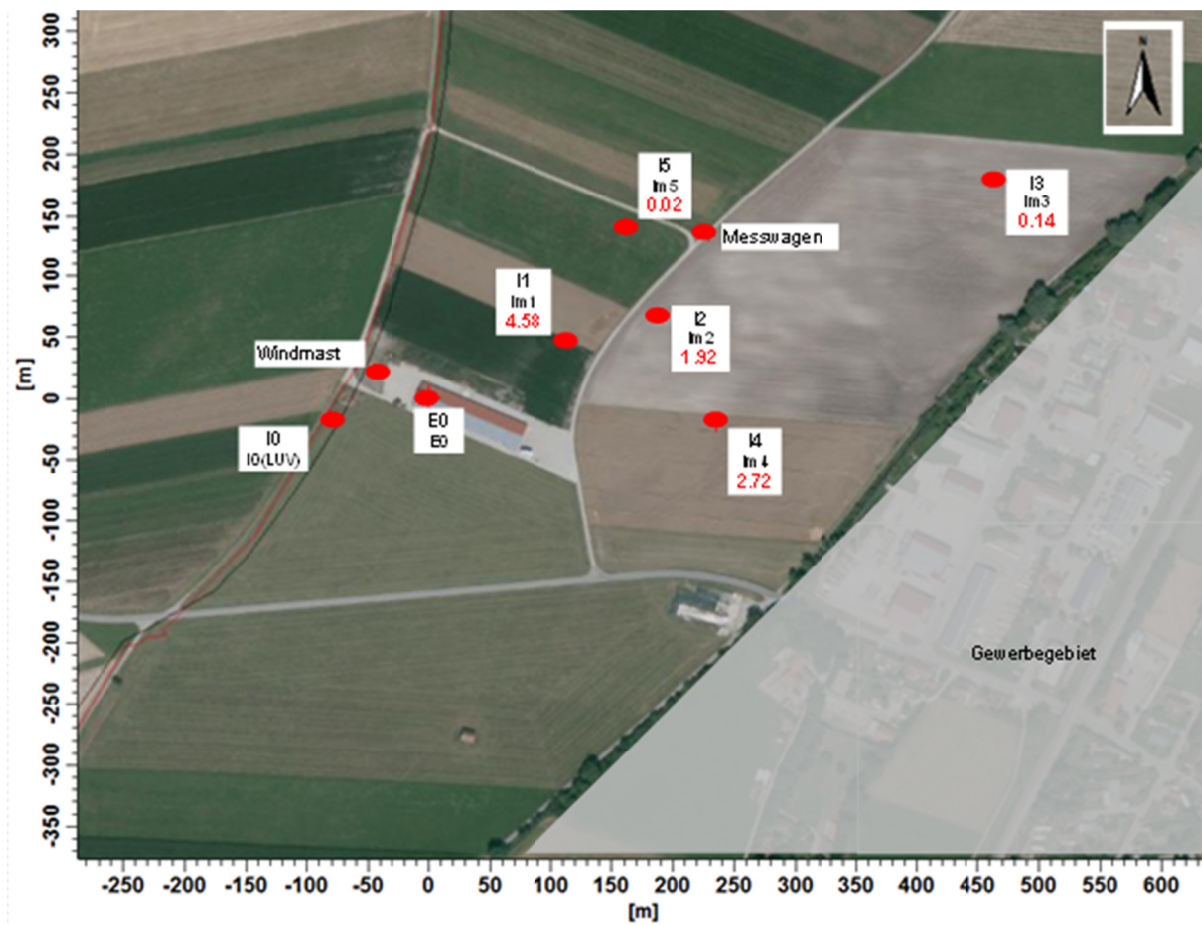 300
250
200
150
100
50
0
-50
-100
-150
-200
-250
-300
-350
[m]
N
I5
Im 5
0.02
I3
Im3
0.14
Messwagen
I1
Im 1
4.58
I2
Im 2
1.92
Windmast
E0
E0
I0
I0(LUV)
I4
Im 4
2.72
Gewerbegebiet
-250 -200 -150 -100 -50 0 50 100 150 200 250 300 350 400 450 500 550 600
[m]